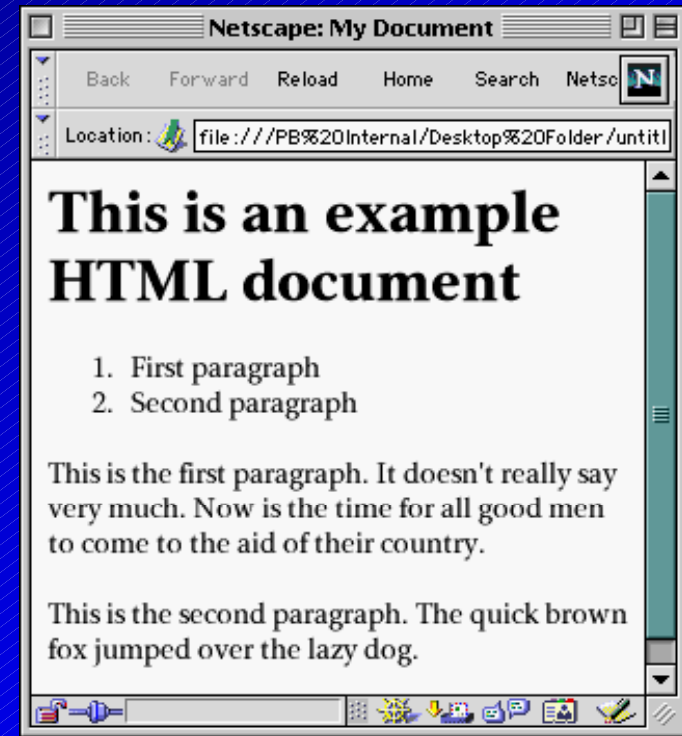 Netscape: My Document
Back Forward Reload Home Search Netsc N
Location: file:///PB%20Internal/Desktop%20Folder/untitl
This is an example
HTML document
1. First paragraph
2. Second paragraph
This is the first paragraph. It doesn't really say
very much. Now is the time for all good men
to come to the aid of their country.
This is the second paragraph. The quick brown
fox jumped over the lazy dog.